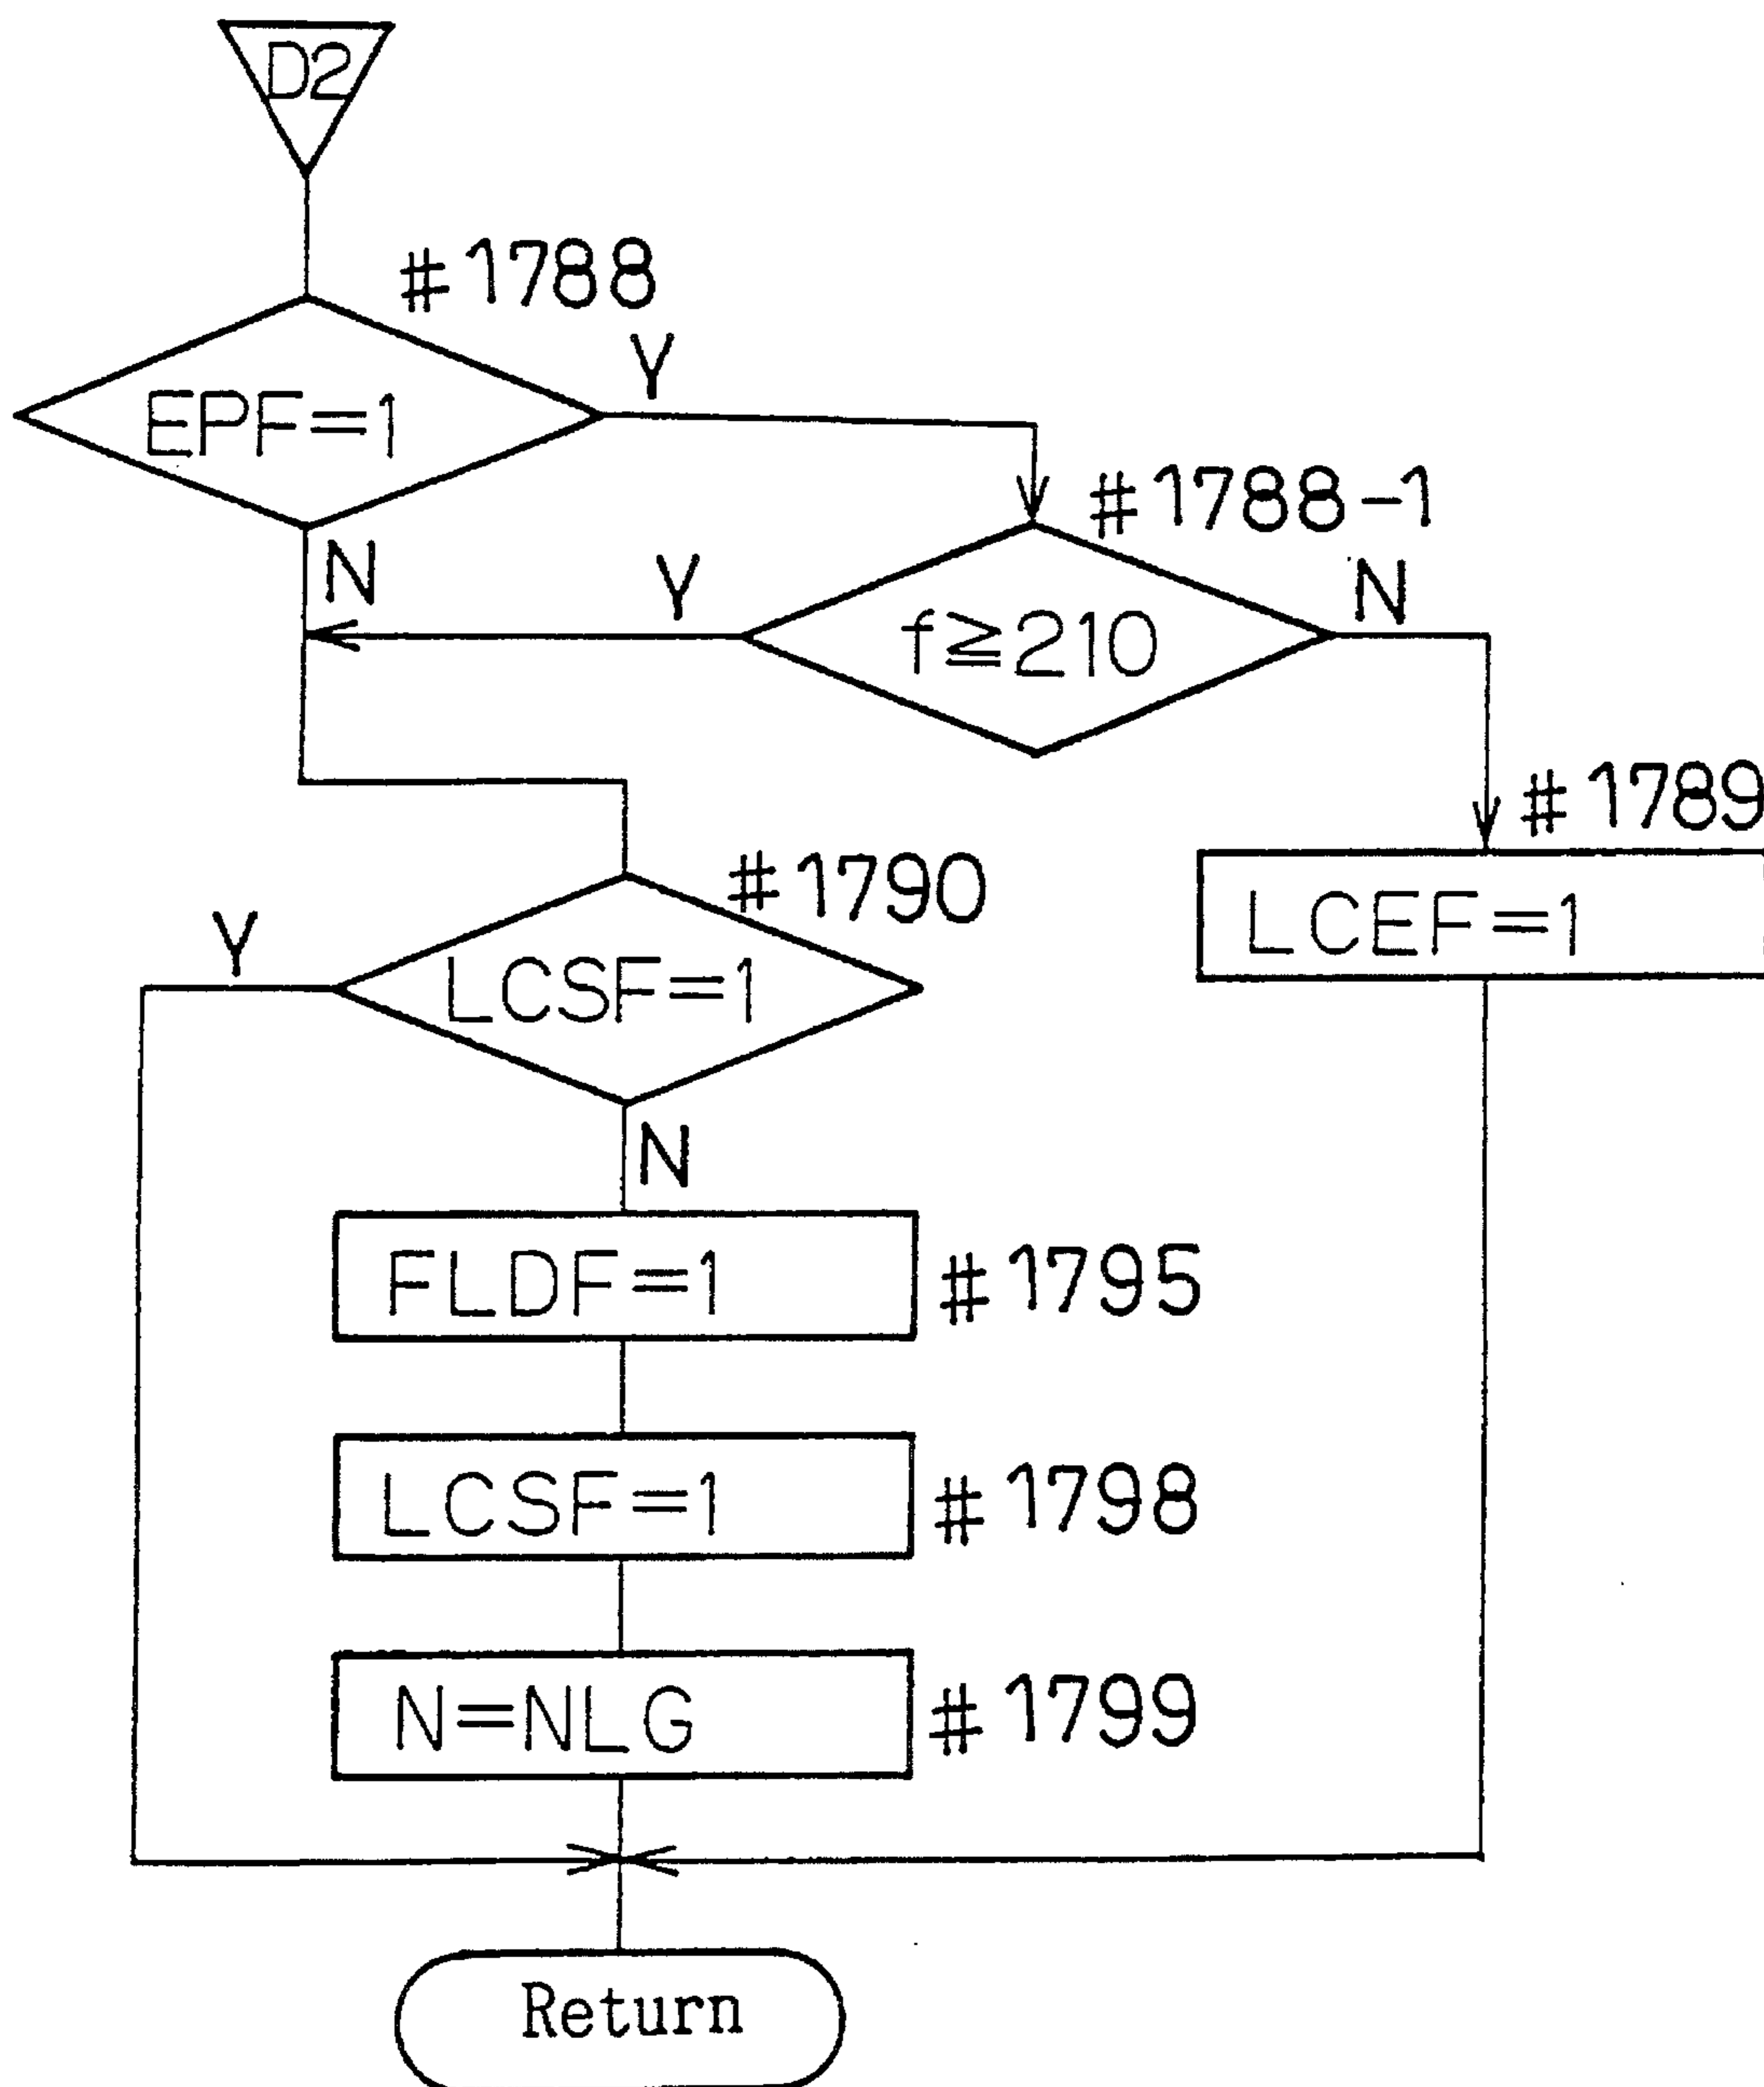 D2
#1788
EPF=1
Y
N
#1788-1
f≧210
Y
N
#1789
LCEF=1
#1790
LCSF=1
Y
N
FLDF=1
#1795
LCSF=1
#1798
N=NLG
#1799
Return